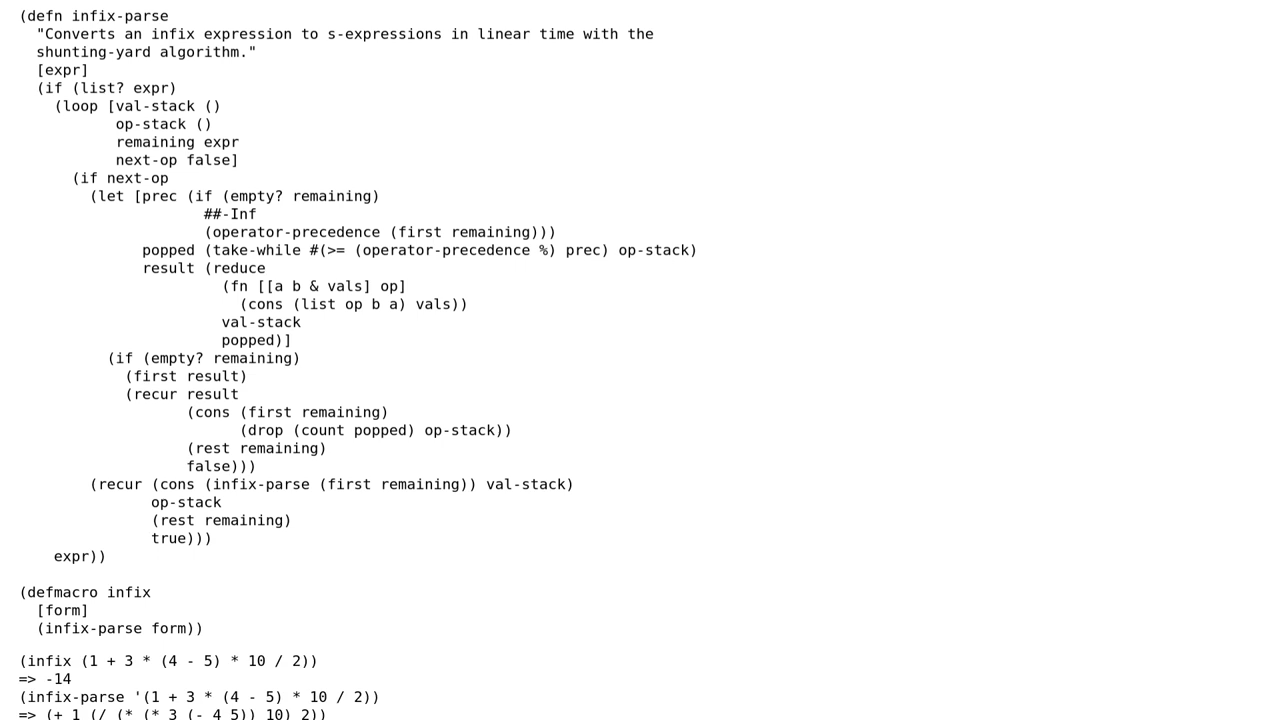 (defn infix-parse
"Converts an infix expression to s-expressions in linear time with the
shunting-yard algorithm."
[expr]
(if (list? expr)
(loop [val-stack ()
op-stack ()
remaining expr
next-op false]
(if next-op
(let [prec (if (empty? remaining)
##-Inf
(operator-precedence (first remaining)))
popped (take-while #(>= (operator-precedence %) prec) op-stack)
result (reduce
(fn [[a b & vals] op]
(cons (list op b a) vals))
val-stack
popped)]
(if (empty? remaining)
(first result)
(recur result
(cons (first remaining)
(drop (count popped) op-stack))
(rest remaining)
false)))
(recur (cons (infix-parse (first remaining)) val-stack)
op-stack
(rest remaining)
true)))
expr))
(defmacro infix
[form]
(infix-parse form))
(infix (1 + 3 * (4 - 5) * 10 / 2))
=> -14
(infix-parse '(1 + 3 * (4 - 5) * 10 / 2))
=> (+ 1 (/ (* (* 3 (- 4 5)) 10) 2))